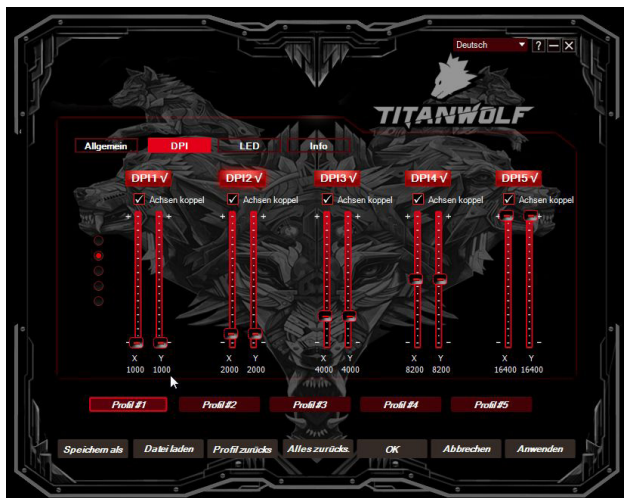 Deutsch ?
TITANWOLF
Allgemein DPI LED Info
DPI1 √ DPI2 √ DPI3 √ DPI4 √ DPI5 √
Achsen koppel Achsen koppel Achsen koppel Achsen koppel Achsen koppel
+ + + + + + + + + +
- - - - - - - - - -
X Y X Y X Y X Y X Y
1000 1000 2000 2000 4000 4000 8200 8200 16400 16400
Profil #1 Profil #2 Profil #3 Profil #4 Profil #5
Speichern als Datei laden Profil zurücks Alles zurücks. OK Abbrechen Anwenden